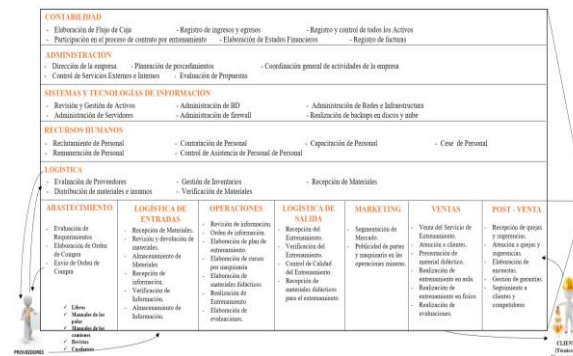 CONTABILIDAD
- Elaboración de Flujo de Caja - Registro de ingresos y egresos - Registro y control de todos los Activos
- Participación en el proceso de contrato por entrenamiento - Elaboración de Estados Financieros - Registro de facturas
ADMINISTRACIÓN
- Dirección de la empresa. - Planeación de procedimientos - Coordinación general de actividades de la empresa
- Control de Servicios Externos e Internos - Evaluación de Propuestas
SISTEMAS Y TECNOLOGÍAS DE INFORMACIÓN
- Revisión y Gestión de Activos - Administración de BD - Administración de Redes e Infraestructura
- Administración de Servidores - Administración de firewall - Realización de backups en discos y nube
RECURSOS HUMANOS
- Reclutamiento de Personal - Contratación de Personal - Capacitación de Personal - Cese de Personal
- Remuneración de Personal - Control de Asistencia de Personal de Personal
LOGÍSTICA
- Evaluación de Proveedores - Gestión de Inventarios - Recepción de Materiales
- Distribución de materiales e insumos - Verificación de Materiales
ABASTECIMIENTO
- Evaluación de
Requerimientos
- Elaboración de Orden
de Compra
- Envío de Orden de
Compra
LOGÍSTICA DE
ENTRADAS
- Recepción de Materiales.
- Revisión y devolución de
materiales.
- Almacenamiento de
Materiales
- Recepción de
información.
- Verificación de
Información.
- Almacenamiento de
Información.
OPERACIONES
- Revisión de información
- Orden de información.
- Elaboración de plan de
entrenamiento.
- Elaboración de cursos
por maquinaria
- Elaboración de
materiales didácticos.
- Realización de
Entrenamiento
- Elaboración de
evaluaciones.
LOGÍSTICA DE
SALIDA
- Recepción del
Entrenamiento.
- Verificación del
Entrenamiento.
- Control de Calidad
del Entrenamiento.
- Recepción de
materiales didácticos
para el entrenamiento.
MARKETING
- Segmentación de
Mercado.
- Publicidad de partes
y maquinaria en las
operaciones mineras.
VENTAS
- Venta del Servicio de
Entrenamiento.
- Atención a clientes.
- Presentación de
material didáctico.
- Realización de
entrenamiento en aula.
- Realización de
entrenamiento en físico.
- Realización de
evaluaciones.
POST - VENTA
- Recepción de quejas
y sugerencias.
- Atención a quejas y
sugerencias.
- Elaboración de
encuestas.
- Gestión de garantías.
- Seguimiento a
clientes y
competidores
✓ Libros
✓ Manuales de las
palas
✓ Manuales de los
camiones
✓ Revistas
✓ Cuadernos
PROVEEDORES
CLIEN
(Técnico